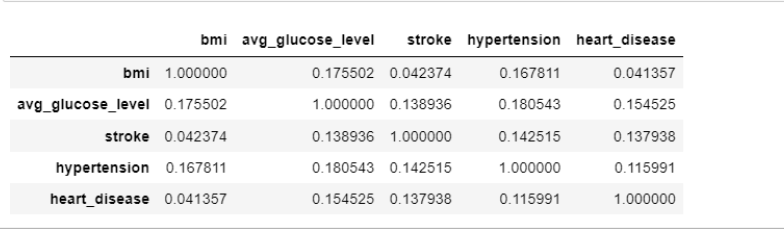 bmi avg_glucose_level stroke hypertension heart_disease
bmi 1.000000 0.175502 0.042374 0.167811 0.041357
avg_glucose_level 0.175502 1.000000 0.138936 0.180543 0.154525
stroke 0.042374 0.138936 1.000000 0.142515 0.137938
hypertension 0.167811 0.180543 0.142515 1.000000 0.115991
heart_disease 0.041357 0.154525 0.137938 0.115991 1.000000